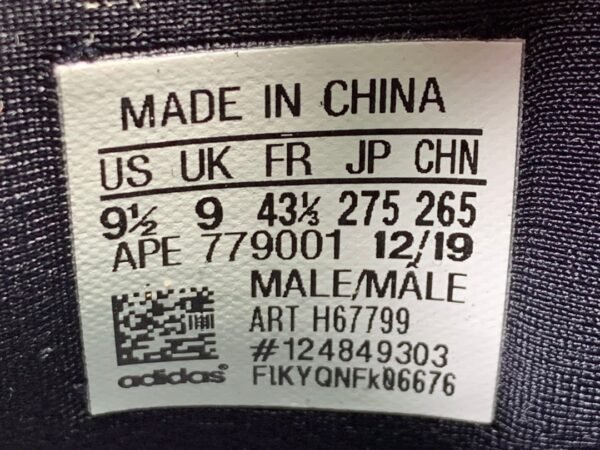 MADE IN CHINA
US UK FR JP CHN
9½ 9 43⅓ 275 265
APE 779001 12/19
MALE/MÂLE
ART H67799
#124849303
F1KYQNFk06676
adidas